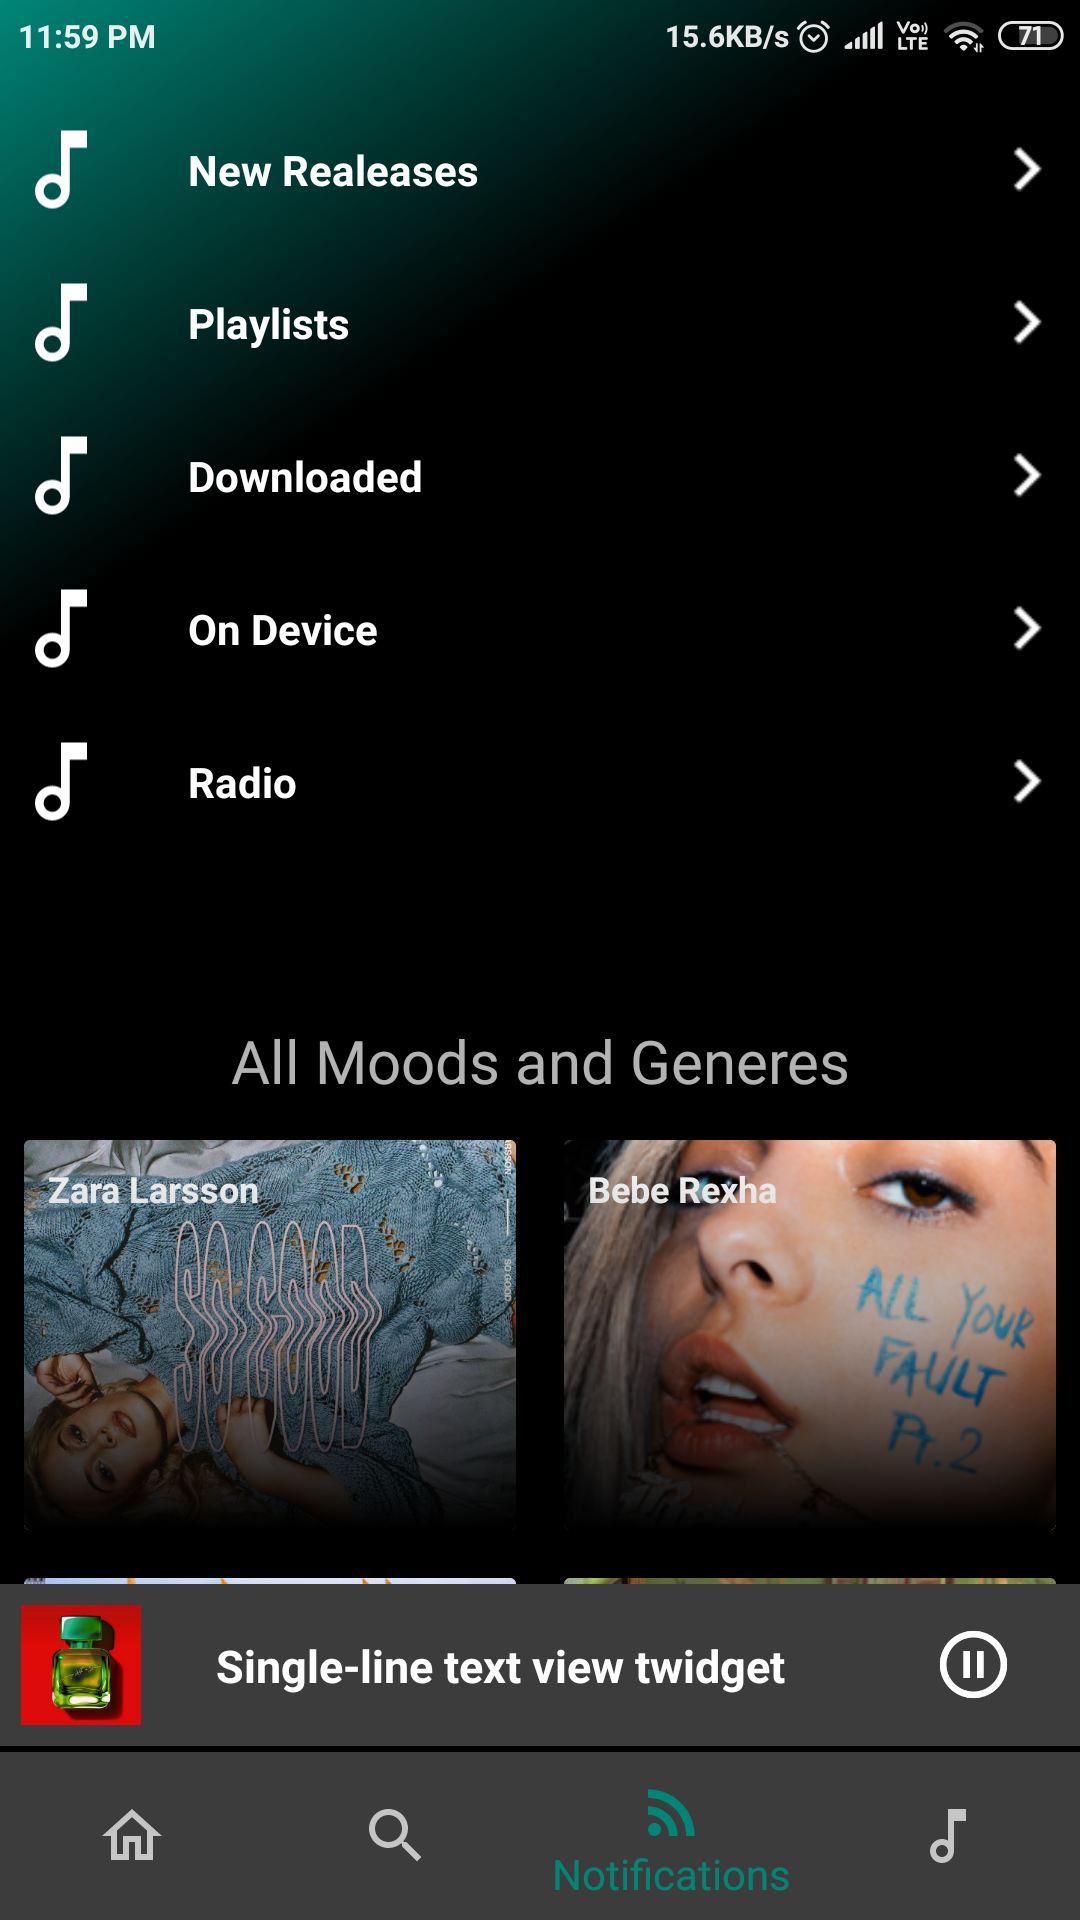 11:59 PM 15.6KB/s Vo) LTE 71
New Realeases
Playlists
Downloaded
On Device
Radio
All Moods and Generes
Zara Larsson
Bebe Rexha
SO GOOD
ALL YOUR
FAULT
Pt.2
Single-line text view twidget
Notifications